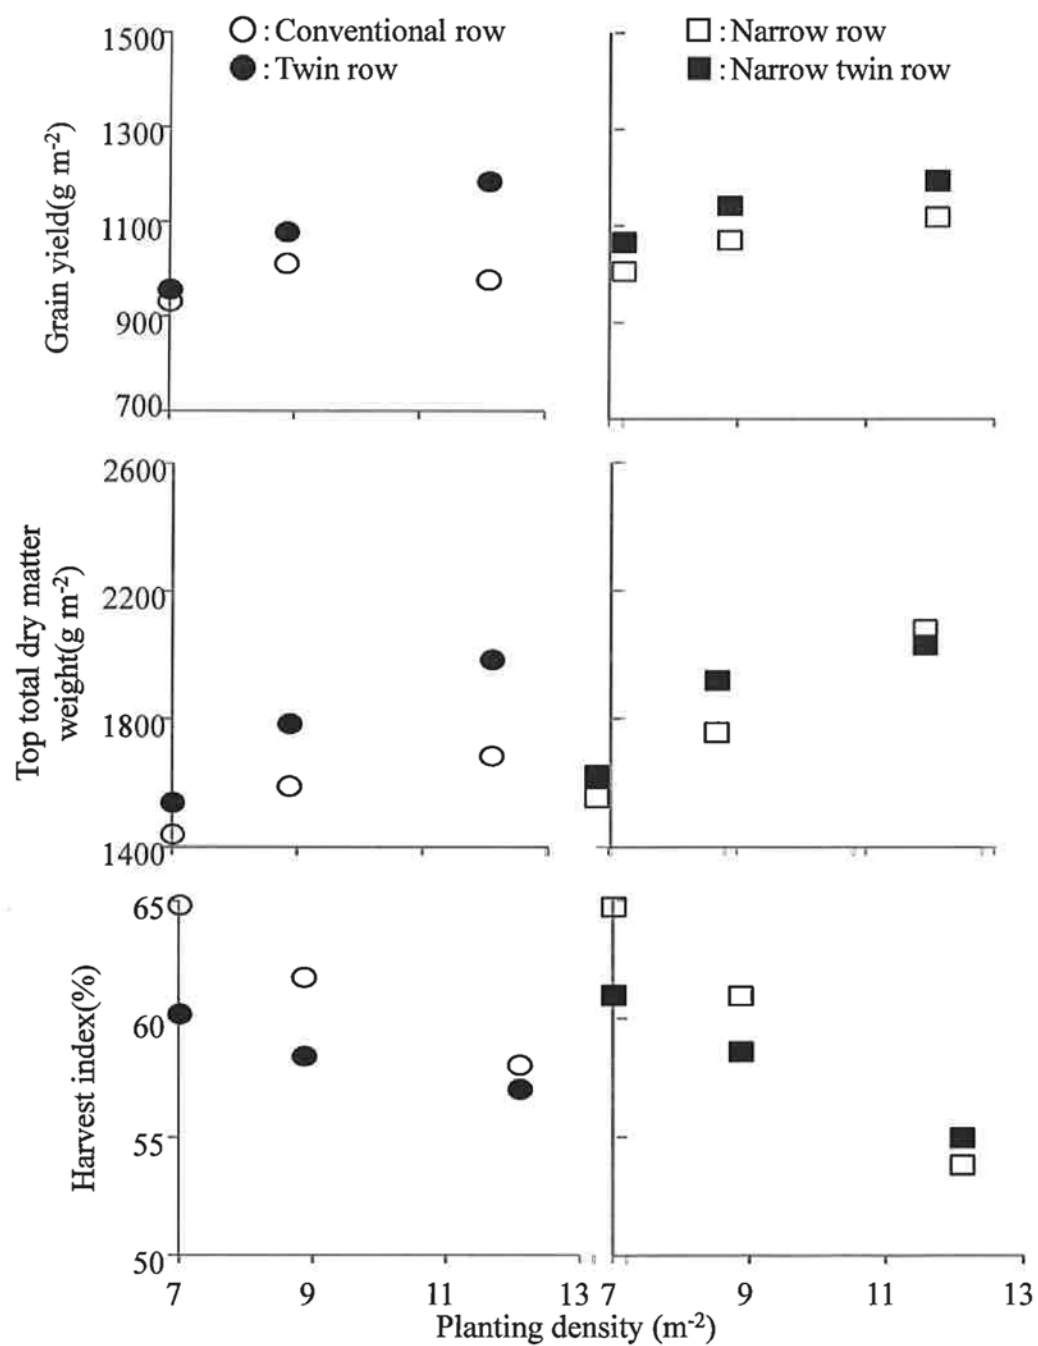 1500
1300
1100
900
700
Grain yield(g m-2)
○ : Conventional row
● : Twin row
□ : Narrow row
■ : Narrow twin row
2600
2200
1800
1400
Top total dry matter
weight(g m-2)
65
60
55
50
Harvest index(%)
7 9 11 13 7 9 11 13
Planting density (m-2)